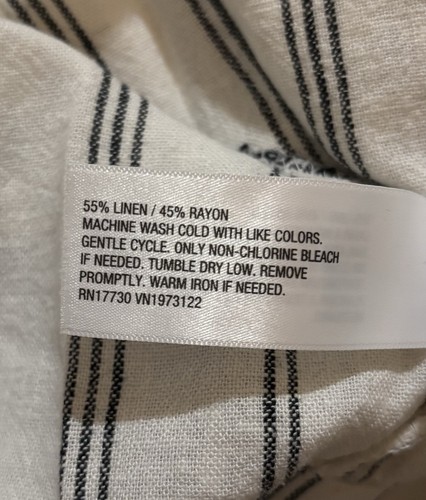 55% LINEN / 45% RAYON
MACHINE WASH COLD WITH LIKE COLORS.
GENTLE CYCLE. ONLY NON-CHLORINE BLEACH
IF NEEDED. TUMBLE DRY LOW. REMOVE
PROMPTLY. WARM IRON IF NEEDED.
RN17730 VN1973122